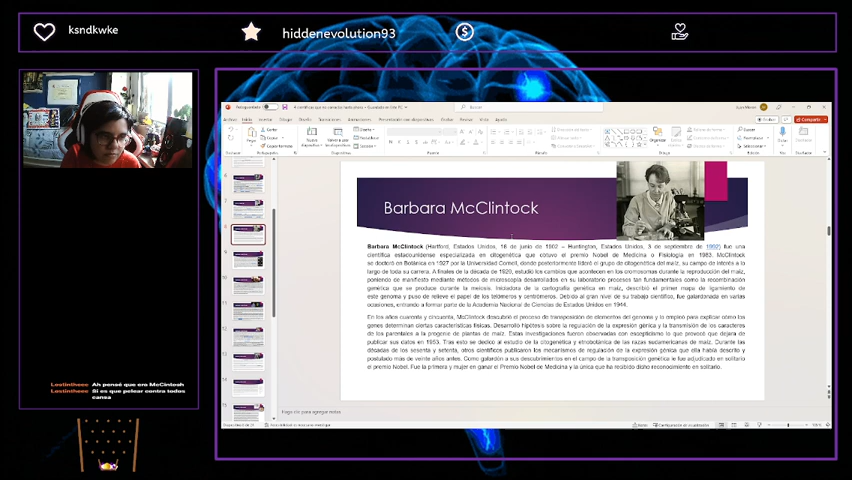 ksndkwke
hiddenevolution93
$
Buscar
Archivo Inicio Insertar
Barbara McClintock
Barbara McClintock (Hartford, Estados Unidos, 16 de junio de 1902 – Huntington, Estados Unidos, 3 de septiembre de 1992) fue una
científica estadounidense especializada en citogenética que obtuvo el premio Nobel de Medicina o Fisiología en 1983. McClintock
se doctoró en Botánica en 1927 por la Universidad Cornell, donde posteriormente lideró el grupo de citogenética del maíz, su campo de interés a lo
largo de toda su carrera. A finales de la década de 1920, estudió los cambios que acontecen en los cromosomas durante la reproducción del maíz,
poniendo de manifiesto mediante métodos de microscopía desarrollados en su laboratorio procesos tan fundamentales como la recombinación
genética que se produce durante la meiosis. Iniciadora de la cartografía genética en maíz, describió el primer mapa de ligamiento de
este genoma y puso de relieve el papel de los telómeros y centrómeros. Debido al gran nivel de su trabajo científico, fue galardonada en varias
ocasiones, entrando a formar parte de la Academia Nacional de Ciencias de Estados Unidos en 1944.
En los años cuarenta y cincuenta, McClintock descubrió el proceso de transposición de elementos del genoma y lo empleó para explicar cómo los
genes determinan ciertas características físicas. Desarrolló hipótesis sobre la regulación de la expresión génica y la transmisión de los caracteres
de los parentales a la progenie de plantas de maíz. Estas investigaciones fueron observadas con escepticismo lo que provocó que dejara de
publicar sus datos en 1953. Tras esto se dedicó al estudio de la citogenética y etnobotánica de las razas sudamericanas de maíz. Durante las
décadas de los sesenta y setenta, otros científicos publicaron los mecanismos de regulación de la expresión génica que ella había descrito y
postulado más de veinte años antes. Como galardón a sus descubrimientos en el campo de la transposición genética le fue adjudicado en solitario
el premio Nobel. Fue la primera mujer en ganar el Premio Nobel de Medicina y la única que ha recibido dicho reconocimiento en solitario.
Haga clic para agregar notas
Lostintheee: Ah pensé que ero McClintosh
Lostintheee: Si es que pelear contra todos
cansa